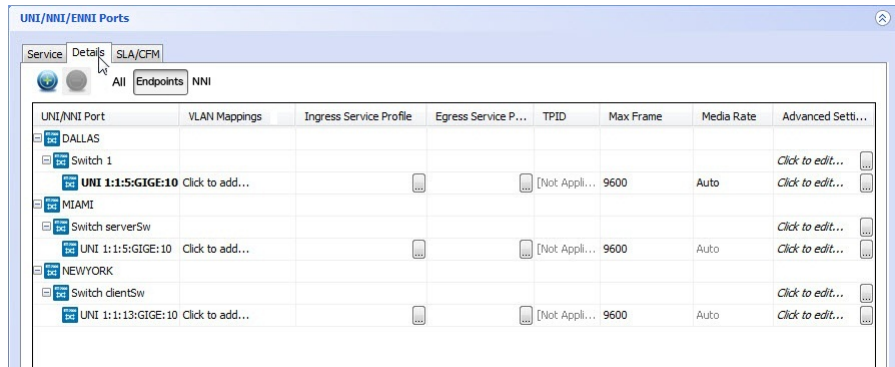 UNI/NNI/ENNI Ports
Service Details SLA/CFM
All Endpoints NNI
UNI/NNI Port VLAN Mappings Ingress Service Profile Egress Service P... TPID Max Frame Media Rate Advanced Setti...
DALLAS
Switch 1 Click to edit... ...
UNI 1:1:5:GIGE:10 Click to add... ... ... [Not Appli... 9600 Auto Click to edit... ...
MIAMI
Switch serverSw Click to edit... ...
UNI 1:1:5:GIGE:10 Click to add... ... ... [Not Appli... 9600 Auto Click to edit... ...
NEWYORK
Switch clientSw Click to edit... ...
UNI 1:1:13:GIGE:10 Click to add... ... ... [Not Appli... 9600 Auto Click to edit... ...